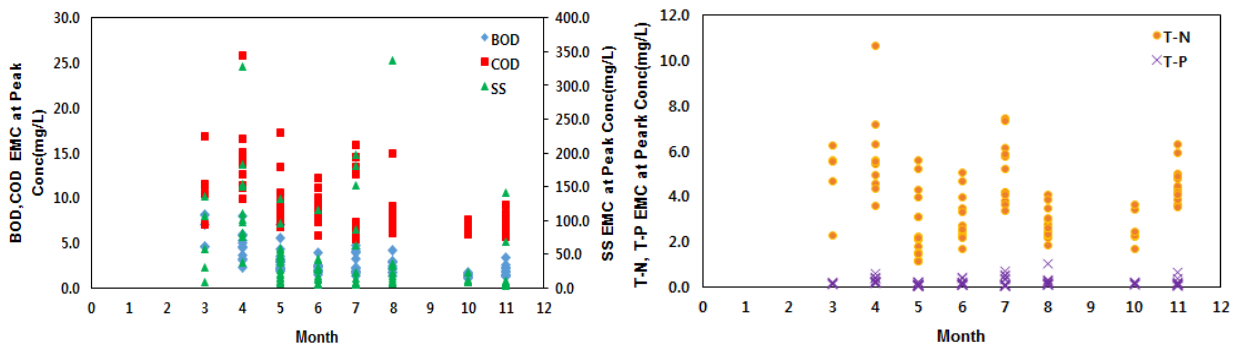 30.0
25.0
20.0
15.0
10.0
5.0
0.0
BOD,COD EMC at Peak
Conc(mg/L)
400.0
350.0
300.0
250.0
200.0
150.0
100.0
50.0
0.0
SS EMC at Peak Conc(mg/L)
BOD
COD
SS
0 1 2 3 4 5 6 7 8 9 10 11 12
Month
12.0
10.0
8.0
6.0
4.0
2.0
0.0
T-N, T-P EMC at Peark Conc(mg/L)
T-N
T-P
0 1 2 3 4 5 6 7 8 9 10 11 12
Month